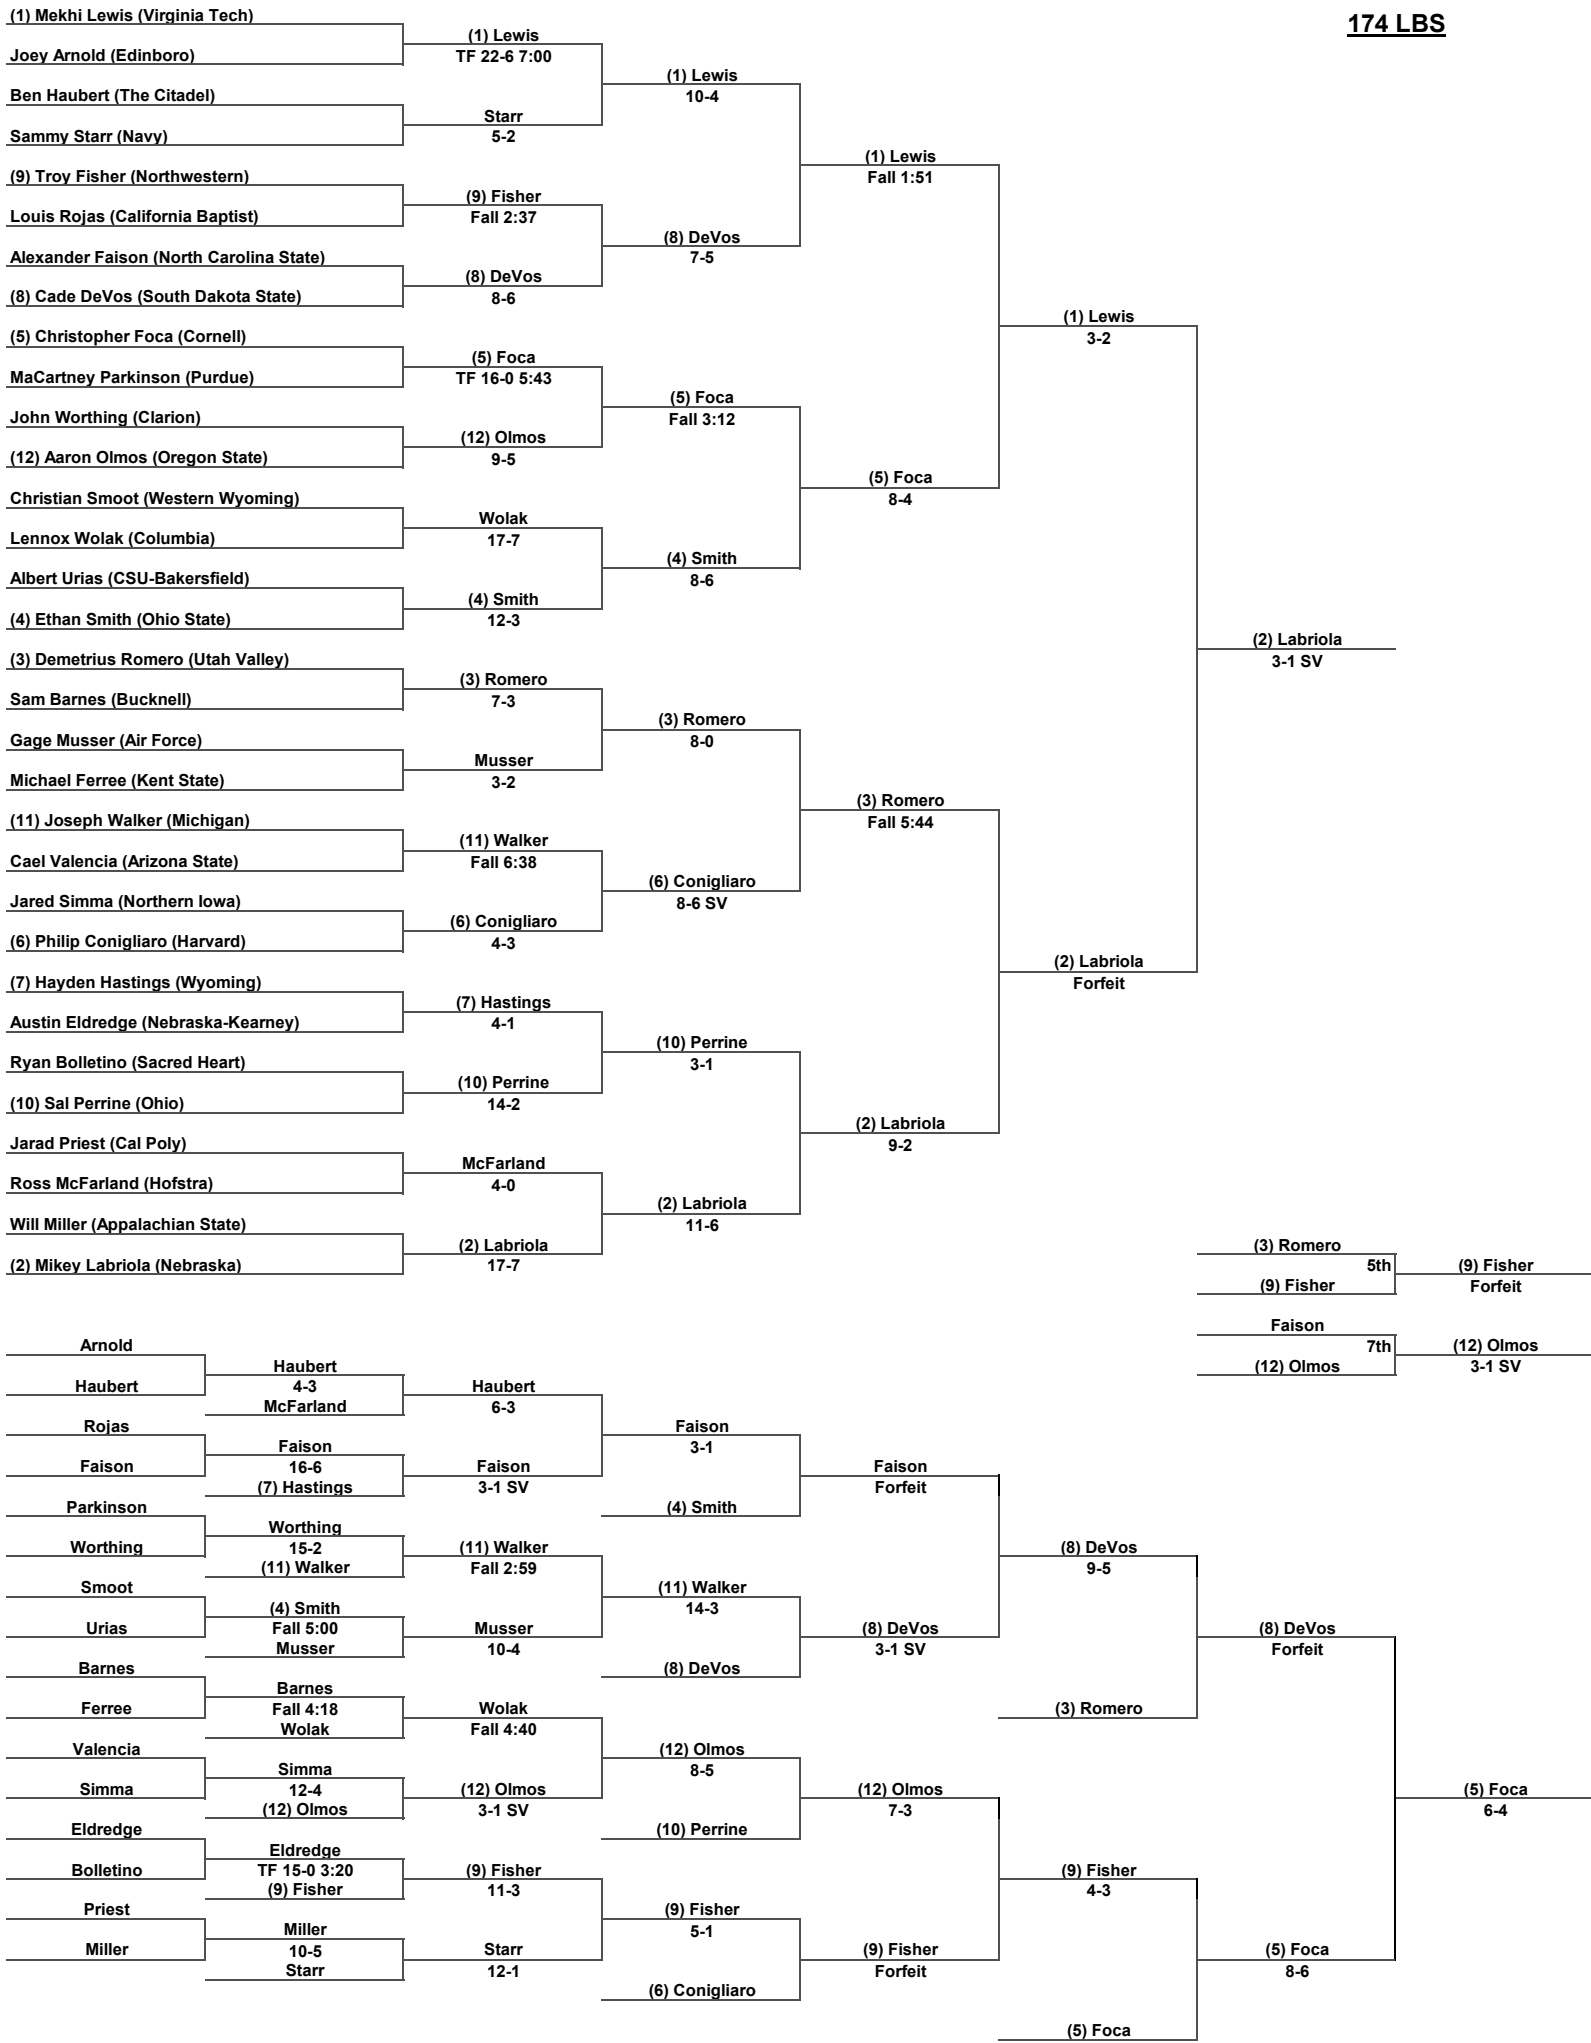 174 LBS
(1) Mekhi Lewis (Virginia Tech)
(1) Lewis
Joey Arnold (Edinboro)
TF 22-6 7:00
(1) Lewis
Ben Haubert (The Citadel)
10-4
Starr
Sammy Starr (Navy)
5-2
(1) Lewis
(9) Troy Fisher (Northwestern)
Fall 1:51
(9) Fisher
Louis Rojas (California Baptist)
Fall 2:37
(8) DeVos
Alexander Faison (North Carolina State)
7-5
(8) DeVos
(8) Cade DeVos (South Dakota State)
8-6
(1) Lewis
(5) Christopher Foca (Cornell)
3-2
(5) Foca
MaCartney Parkinson (Purdue)
TF 16-0 5:43
(5) Foca
John Worthing (Clarion)
Fall 3:12
(12) Olmos
(12) Aaron Olmos (Oregon State)
9-5
(5) Foca
Christian Smoot (Western Wyoming)
8-4
Wolak
Lennox Wolak (Columbia)
17-7
(4) Smith
Albert Urias (CSU-Bakersfield)
8-6
(4) Smith
(4) Ethan Smith (Ohio State)
12-3
(2) Labriola
(3) Demetrius Romero (Utah Valley)
3-1 SV
(3) Romero
Sam Barnes (Bucknell)
7-3
(3) Romero
Gage Musser (Air Force)
8-0
Musser
Michael Ferree (Kent State)
3-2
(3) Romero
(11) Joseph Walker (Michigan)
Fall 5:44
(11) Walker
Cael Valencia (Arizona State)
Fall 6:38
(6) Conigliaro
Jared Simma (Northern Iowa)
8-6 SV
(6) Conigliaro
(6) Philip Conigliaro (Harvard)
4-3
(2) Labriola
(7) Hayden Hastings (Wyoming)
Forfeit
(7) Hastings
Austin Eldredge (Nebraska-Kearney)
4-1
(10) Perrine
Ryan Bolletino (Sacred Heart)
3-1
(10) Perrine
(10) Sal Perrine (Ohio)
14-2
(2) Labriola
Jarad Priest (Cal Poly)
9-2
McFarland
Ross McFarland (Hofstra)
4-0
(2) Labriola
Will Miller (Appalachian State)
11-6
(2) Labriola
(3) Romero
(2) Mikey Labriola (Nebraska)
17-7
5th
(9) Fisher
(9) Fisher
Forfeit
Faison
Arnold
7th
(12) Olmos
Haubert
(12) Olmos
3-1 SV
Haubert
4-3
Haubert
McFarland
6-3
Rojas
Faison
Faison
3-1
Faison
16-6
Faison
Faison
(7) Hastings
3-1 SV
Forfeit
Parkinson
(4) Smith
Worthing
Worthing
15-2
(11) Walker
(8) DeVos
(11) Walker
Fall 2:59
9-5
Smoot
(11) Walker
(4) Smith
14-3
Urias
Fall 5:00
Musser
(8) DeVos
(8) DeVos
Musser
10-4
3-1 SV
Forfeit
Barnes
(8) DeVos
Barnes
Ferree
Fall 4:18
Wolak
(3) Romero
Wolak
Fall 4:40
Valencia
(12) Olmos
Simma
8-5
Simma
12-4
(12) Olmos
(12) Olmos
(5) Foca
(12) Olmos
3-1 SV
7-3
6-4
Eldredge
(10) Perrine
Eldredge
Bolletino
TF 15-0 3:20
(9) Fisher
(9) Fisher
(9) Fisher
11-3
4-3
Priest
(9) Fisher
Miller
5-1
Miller
10-5
Starr
(9) Fisher
(5) Foca
Starr
12-1
Forfeit
8-6
(6) Conigliaro
(5) Foca